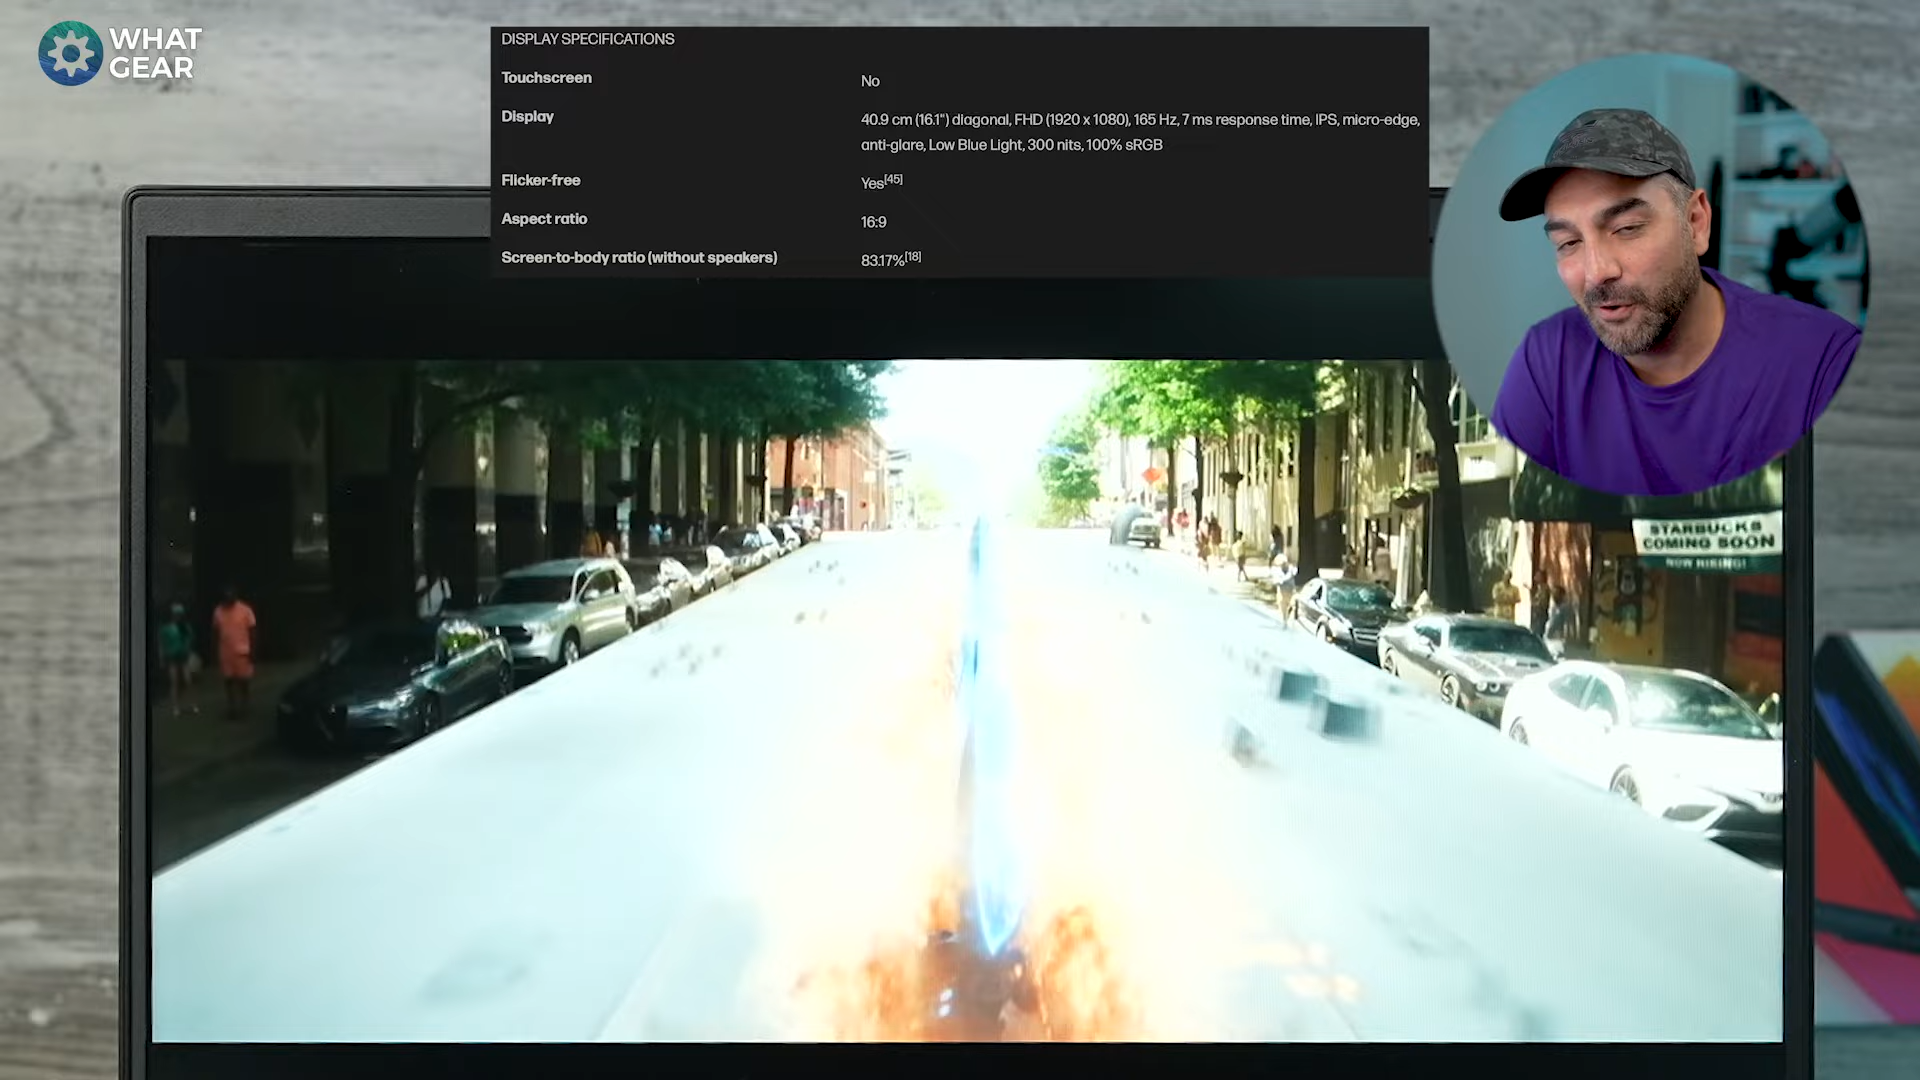 WHAT
GEAR
DISPLAY SPECIFICATIONS
Touchscreen No
Display 40.9 cm (16.1") diagonal, FHD (1920 x 1080), 165 Hz, 7 ms response time, IPS, micro-edge,
anti-glare, Low Blue Light, 300 nits, 100% sRGB
Flicker-free Yes[45]
Aspect ratio 16:9
Screen-to-body ratio (without speakers) 83.17%[18]
STARBUCKS
COMING SOON
NOW HIRING!